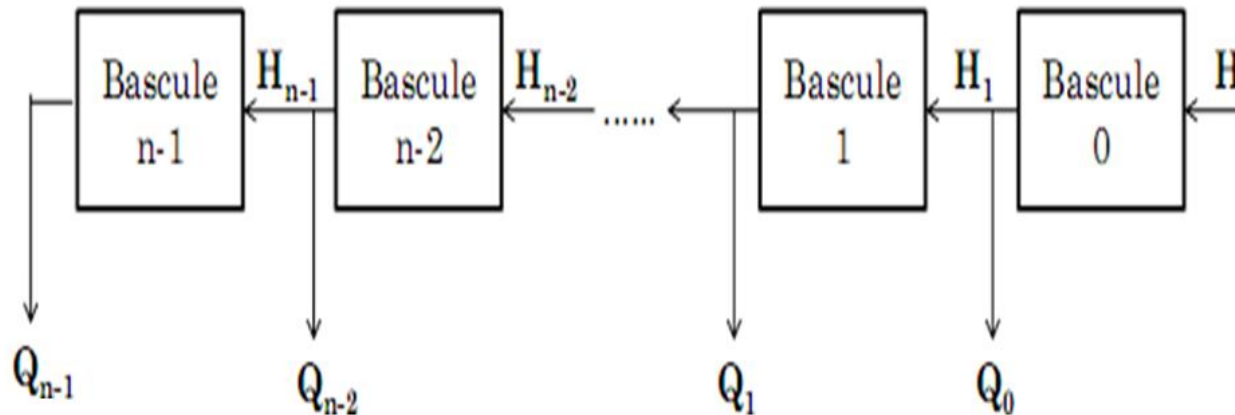 Bascule
n-1
H_{n-1}
Bascule
n-2
H_{n-2}
......
Bascule
1
H_1
Bascule
0
H
Q_{n-1}
Q_{n-2}
Q_1
Q_0